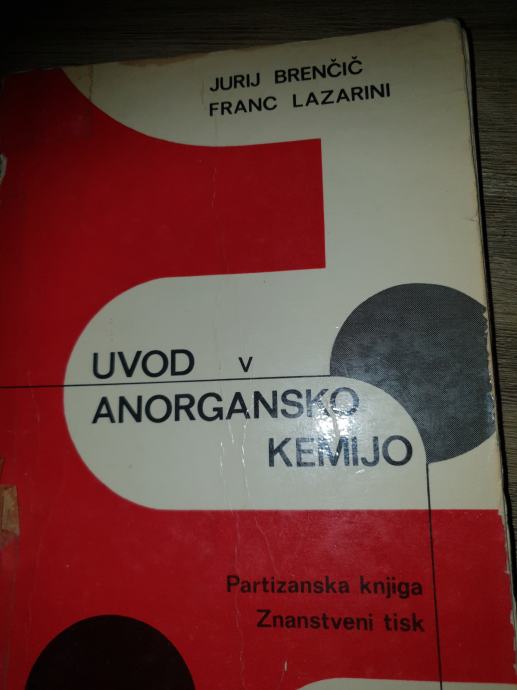 JURIJ BRENČIČ
FRANC LAZARINI
UVOD v
ANORGANSKO
KEMIJO
Partizanska knjiga
Znanstveni tisk